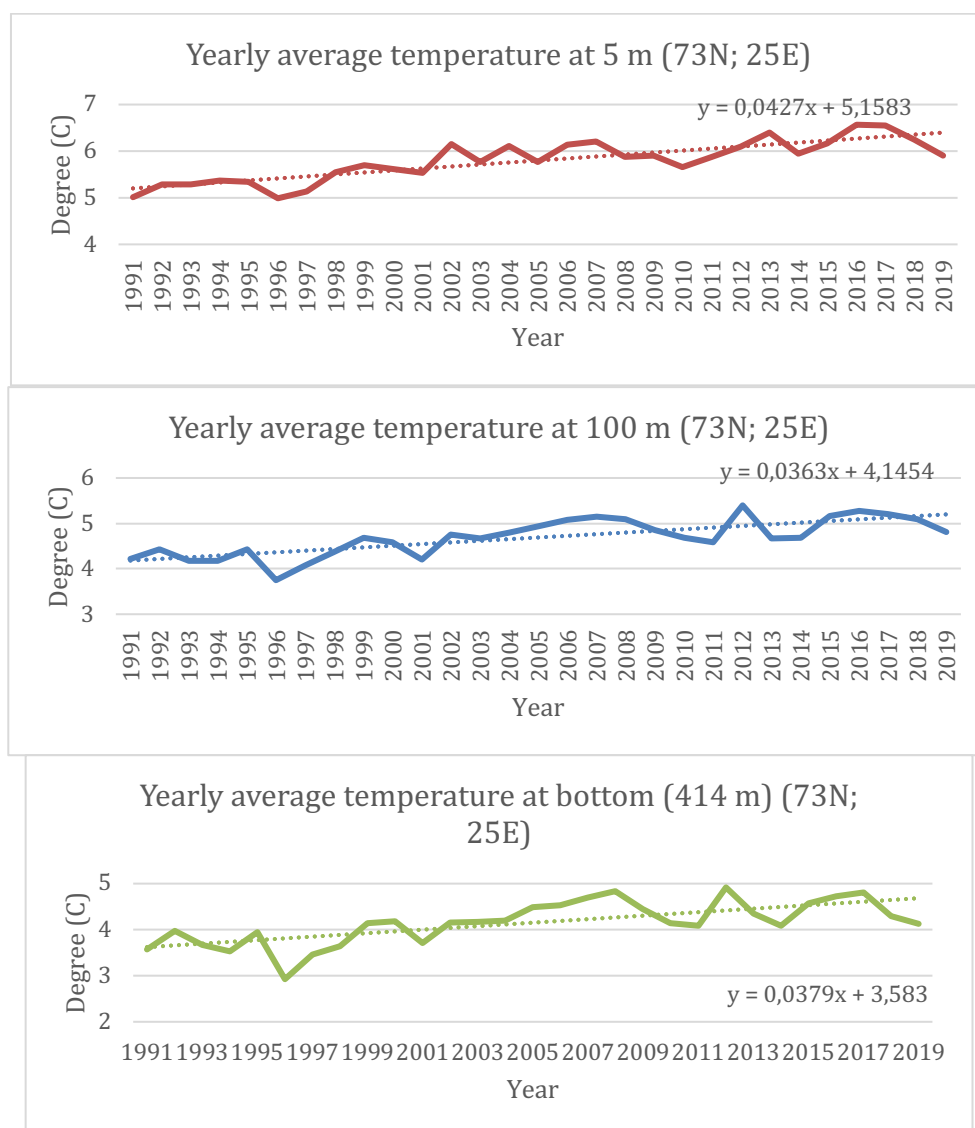 Yearly average temperature at 5 m (73N; 25E)
y = 0,0427x + 5,1583
7
6
5
4
Degree (C)
1991 1992 1993 1994 1995 1996 1997 1998 1999 2000 2001 2002 2003 2004 2005 2006 2007 2008 2009 2010 2011 2012 2013 2014 2015 2016 2017 2018 2019
Year
Yearly average temperature at 100 m (73N; 25E)
y = 0,0363x + 4,1454
6
5
4
3
Degree (C)
1991 1992 1993 1994 1995 1996 1997 1998 1999 2000 2001 2002 2003 2004 2005 2006 2007 2008 2009 2010 2011 2012 2013 2014 2015 2016 2017 2018 2019
Year
Yearly average temperature at bottom (414 m) (73N;
25E)
5
4
3
2
Degree (C)
y = 0,0379x + 3,583
1991 1993 1995 1997 1999 2001 2003 2005 2007 2009 2011 2013 2015 2017 2019
Year